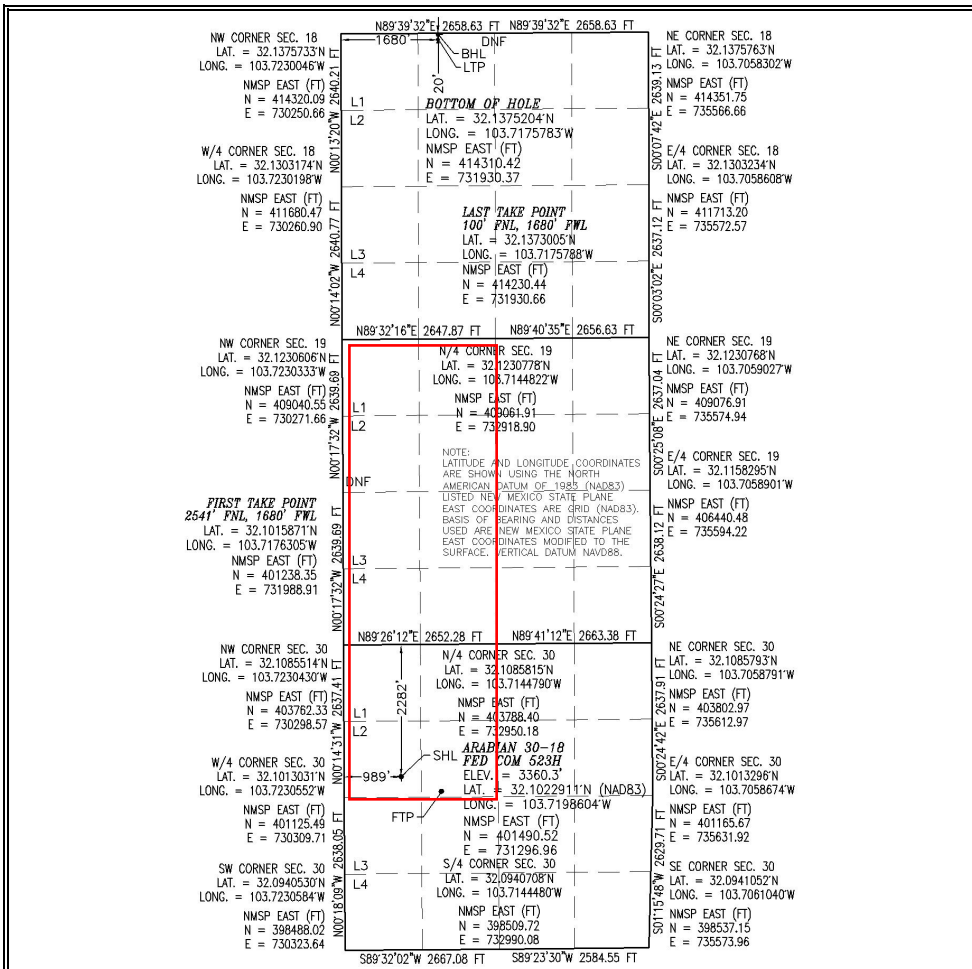 N89°39'32"E 2658.63 FT N89°39'32"E 2658.63 FT
NW CORNER SEC. 18
LAT. = 32.1375733'N
LONG. = 103.7230046'W
NMSP EAST (FT)
N = 414320.09
E = 730250.66
1680'
DNF
BHL
LTP
20'
NE CORNER SEC. 18
LAT. = 32.1375763'N
LONG. = 103.7058302'W
NMSP EAST (FT)
N = 414351.75
E = 735566.66
N00°13'20"W 2640.21 FT
L1
L2
BOTTOM OF HOLE
LAT. = 32.1375204'N
LONG. = 103.7175783'W
NMSP EAST (FT)
N = 414310.42
E = 731930.37
S00°07'42"E 2639.13 FT
W/4 CORNER SEC. 18
LAT. = 32.1303174'N
LONG. = 103.7230198'W
NMSP EAST (FT)
N = 411680.47
E = 730260.90
E/4 CORNER SEC. 18
LAT. = 32.1303234'N
LONG. = 103.7058608'W
NMSP EAST (FT)
N = 411713.20
E = 735572.57
LAST TAKE POINT
100' FNL, 1680' FWL
LAT. = 32.1373005'N
LONG. = 103.7175788'W
NMSP EAST (FT)
N = 414230.44
E = 731930.66
N00°14'02"W 2640.77 FT
L3
L4
S00°03'02"E 2637.12 FT
N89°32'16"E 2647.87 FT N89°40'35"E 2656.63 FT
NW CORNER SEC. 19
LAT. = 32.1230606'N
LONG. = 103.7230333'W
NMSP EAST (FT)
N = 409040.55
E = 730271.66
N/4 CORNER SEC. 19
LAT. = 32.1230778'N
LONG. = 103.7144822'W
NMSP EAST (FT)
N = 409061.91
E = 732918.90
NE CORNER SEC. 19
LAT. = 32.1230768'N
LONG. = 103.7059027'W
NMSP EAST (FT)
N = 409076.91
E = 735574.94
N00°17'32"W 2639.69 FT
L1
L2
S00°25'08"E 2637.04 FT
DNF
NOTE:
LATITUDE AND LONGITUDE COORDINATES
ARE SHOWN USING THE NORTH
AMERICAN DATUM OF 1983 (NAD83)
LISTED NEW MEXICO STATE PLANE
EAST COORDINATES ARE GRID (NAD83).
BASIS OF BEARING AND DISTANCES
USED ARE NEW MEXICO STATE PLANE
EAST COORDINATES MODIFIED TO THE
SURFACE. VERTICAL DATUM NAVD88.
E/4 CORNER SEC. 19
LAT. = 32.1158295'N
LONG. = 103.7058901'W
NMSP EAST (FT)
N = 406440.48
E = 735594.22
FIRST TAKE POINT
2541' FNL, 1680' FWL
LAT. = 32.1015871'N
LONG. = 103.7176305'W
NMSP EAST (FT)
N = 401238.35
E = 731988.91
N00°17'32"W 2639.69 FT
L3
L4
S00°24'27"E 2638.12 FT
N89°26'12"E 2652.28 FT N89°41'12"E 2663.38 FT
NW CORNER SEC. 30
LAT. = 32.1085514'N
LONG. = 103.7230430'W
NMSP EAST (FT)
N = 403762.33
E = 730298.57
N/4 CORNER SEC. 30
LAT. = 32.1085815'N
LONG. = 103.7144790'W
NMSP EAST (FT)
N = 403788.40
E = 732950.18
NE CORNER SEC. 30
LAT. = 32.1085793'N
LONG. = 103.7058791'W
NMSP EAST (FT)
N = 403802.97
E = 735612.97
N00°14'31"W 2637.41 FT
2282'
L1
L2
S00°24'42"E 2637.91 FT
SHL
989'
FTP
ARABIAN 30-18
FED COM 523H
ELEV. = 3360.3'
LAT. = 32.1022911'N (NAD83)
LONG. = 103.7198604'W
NMSP EAST (FT)
N = 401490.52
E = 731296.96
W/4 CORNER SEC. 30
LAT. = 32.1013031'N
LONG. = 103.7230552'W
NMSP EAST (FT)
N = 401125.49
E = 730309.71
E/4 CORNER SEC. 30
LAT. = 32.1013296'N
LONG. = 103.7058674'W
NMSP EAST (FT)
N = 401165.67
E = 735631.92
N00°18'09"W 2638.05 FT
L3
L4
S01°15'48"W 2629.71 FT
SW CORNER SEC. 30
LAT. = 32.0940530'N
LONG. = 103.7230584'W
NMSP EAST (FT)
N = 398488.02
E = 730323.64
S/4 CORNER SEC. 30
LAT. = 32.0940708'N
LONG. = 103.7144480'W
NMSP EAST (FT)
N = 398509.72
E = 732990.08
SE CORNER SEC. 30
LAT. = 32.0941052'N
LONG. = 103.7061040'W
NMSP EAST (FT)
N = 398537.15
E = 735573.96
S89°32'02"W 2667.08 FT S89°23'30"W 2584.55 FT